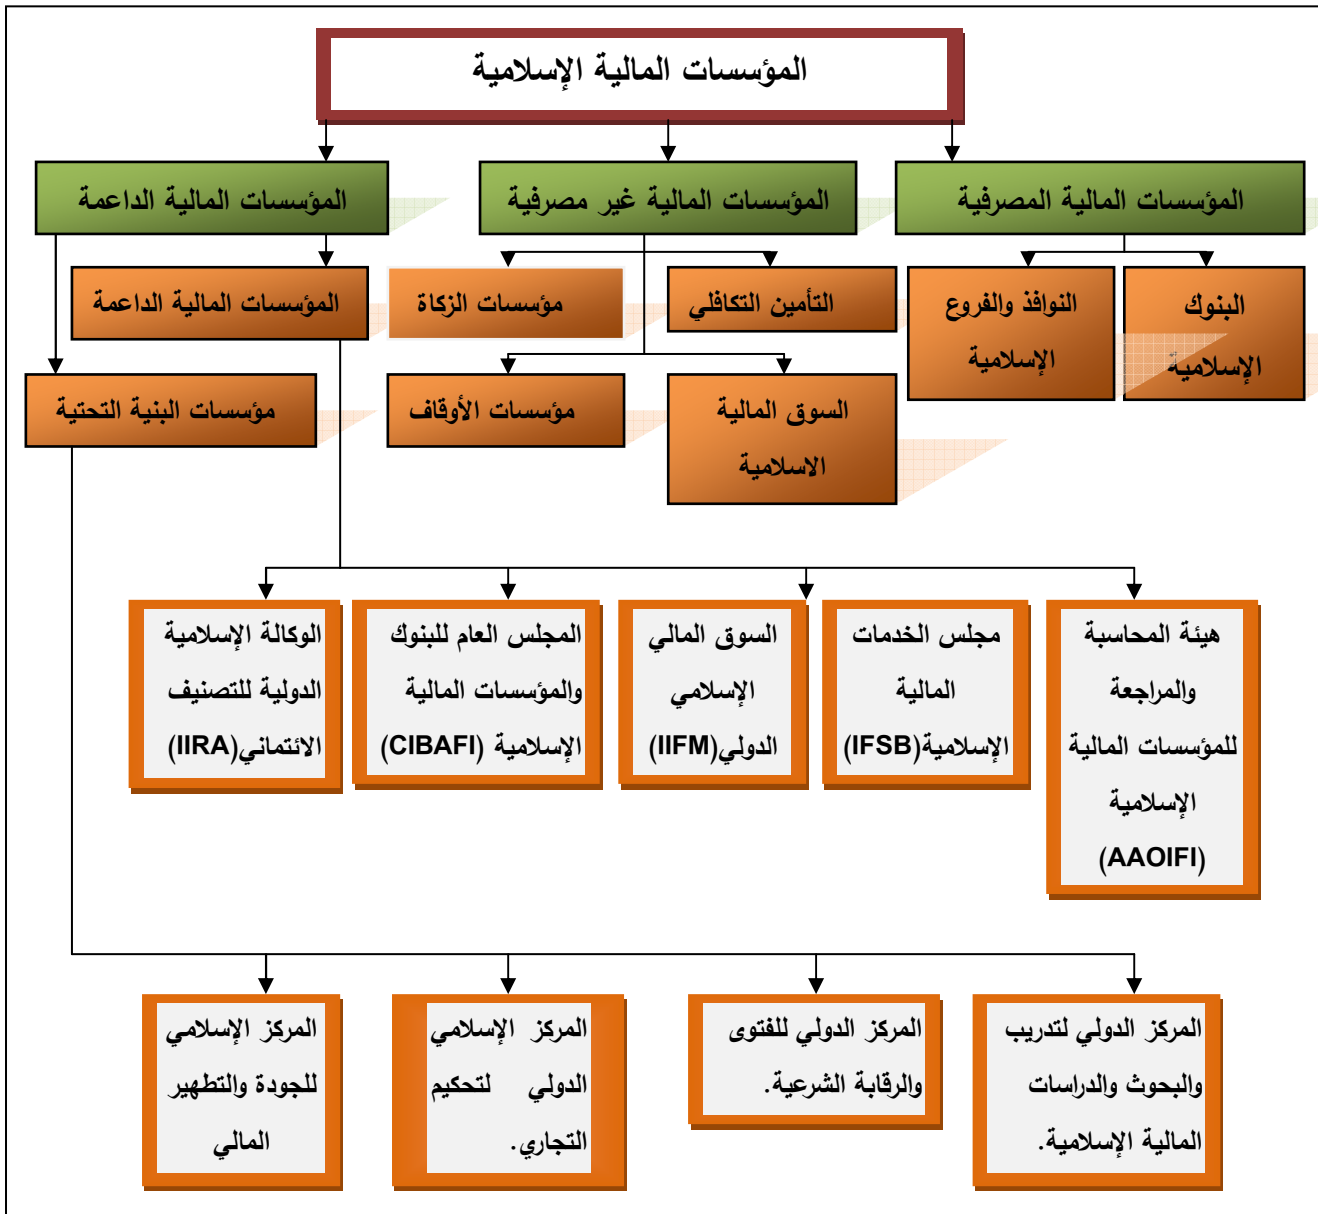 المؤسسات المالية الإسلامية
المؤسسات المالية المصرفية
المؤسسات المالية غير مصرفية
المؤسسات المالية الداعمة
البنوك
الإسلامية
النوافذ والفروع
الإسلامية
التأمين التكافلي
مؤسسات الزكاة
المؤسسات المالية الداعمة
السوق المالية
الاسلامية
مؤسسات الأوقاف
مؤسسات البنية التحتية
هيئة المحاسبة
والمراجعة
للمؤسسات المالية
الإسلامية
(AAOIFI)
مجلس الخدمات
المالية
الإسلامية(IFSB)
السوق المالي
الإسلامي
الدولي(IIFM)
المجلس العام للبنوك
والمؤسسات المالية
الإسلامية (CIBAFI)
الوكالة الإسلامية
الدولية للتصنيف
الائتماني(IIRA)
المركز الدولي لتدريب
والبحوث والدراسات
المالية الإسلامية.
المركز الدولي للفتوى
والرقابة الشرعية.
المركز الإسلامي
الدولي لتحكيم
التجاري.
المركز الإسلامي
للجودة والتطهير
المالي